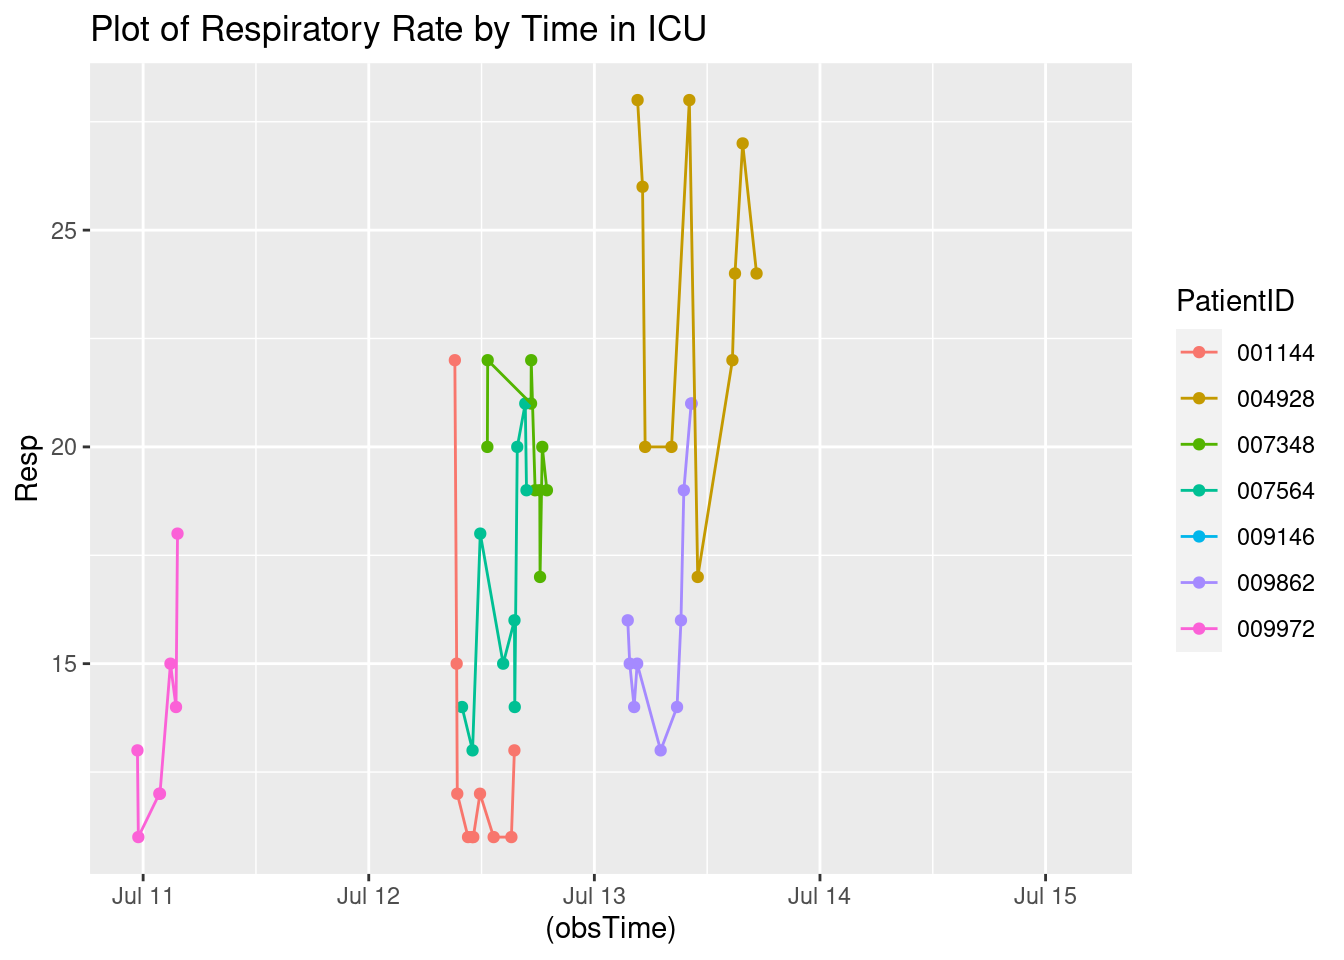 Plot of Respiratory Rate by Time in ICU
Resp
25
20
15
Jul 11
Jul 12
Jul 13
Jul 14
Jul 15
(obsTime)
PatientID
001144
004928
007348
007564
009146
009862
009972